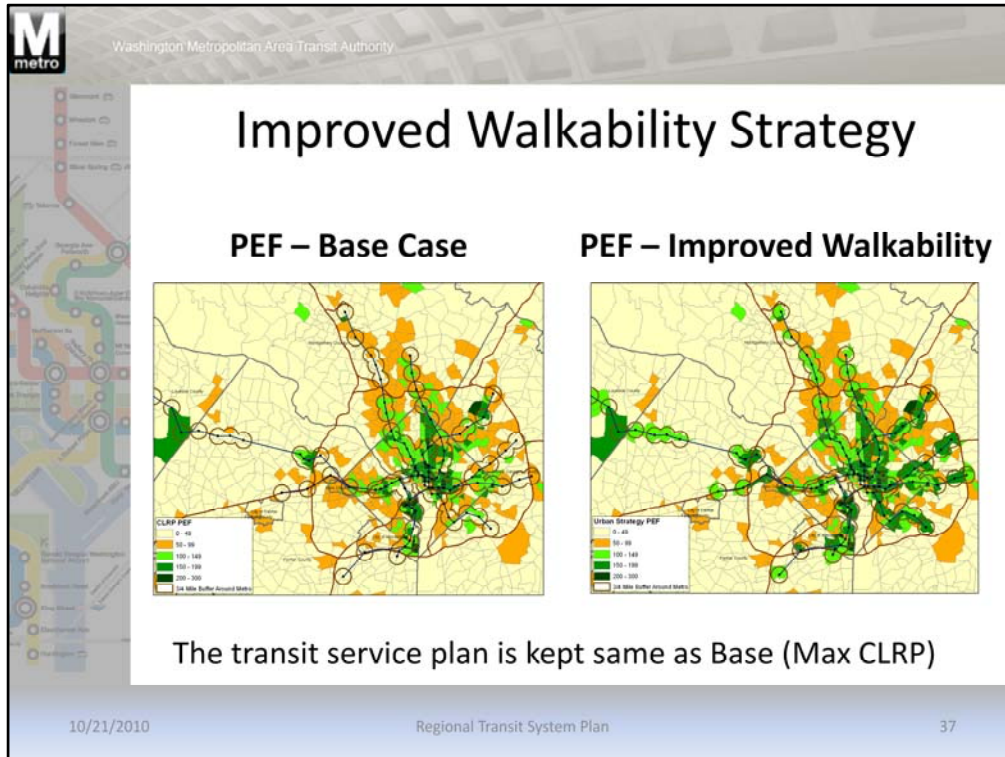 M
metro
Washington Metropolitan Area Transit Authority
Improved Walkability Strategy
PEF – Base Case
PEF – Improved Walkability
CLRP PEF
0 - 49
50 - 99
100 - 149
150 - 199
200 - 300
3/4 Mile Buffer Around Metro
Urban Strategy PEF
0 - 49
50 - 99
100 - 149
150 - 199
200 - 300
3/4 Mile Buffer Around Metro
The transit service plan is kept same as Base (Max CLRP)
10/21/2010
Regional Transit System Plan
37